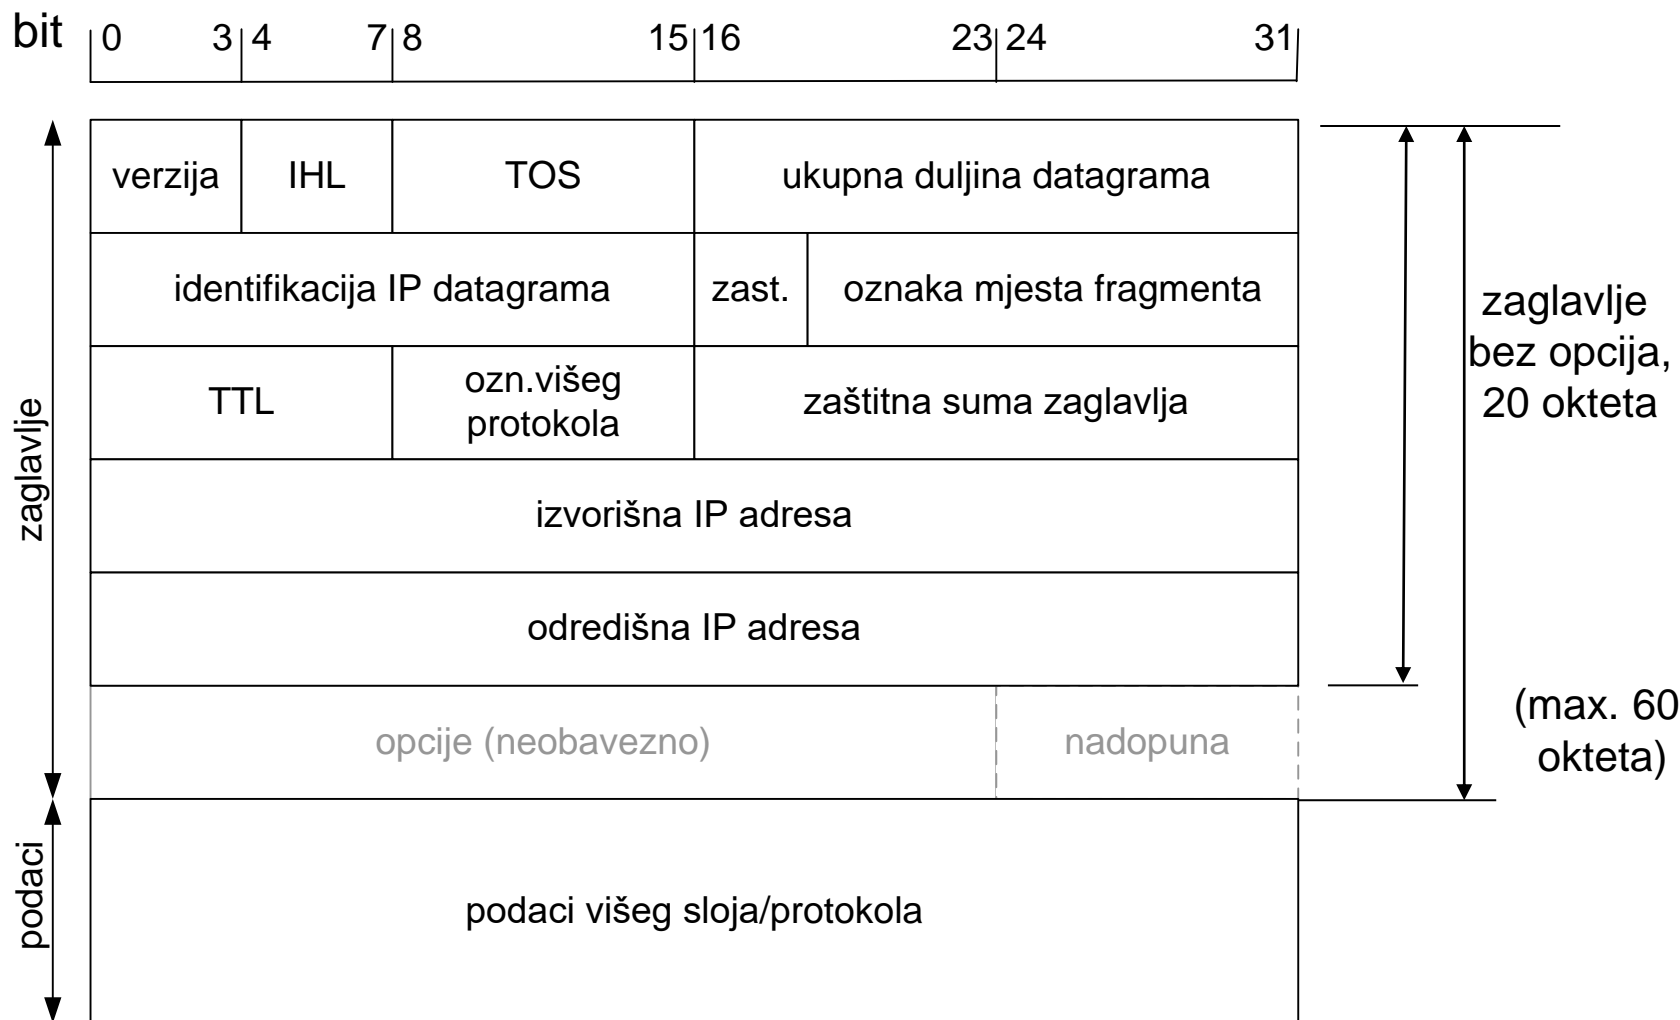 bit 0 3 4 7 8 15 16 23 24 31
verzija IHL TOS ukupna duljina datagrama
identifikacija IP datagrama zast. oznaka mjesta fragmenta
TTL
ozn.višeg
protokola
zaštitna suma zaglavlja
izvorišna IP adresa
odredišna IP adresa
opcije (neobavezno) nadopuna
podaci višeg sloja/protokola
zaglavlje
podaci
zaglavlje
bez opcija,
20 okteta
(max. 60
okteta)